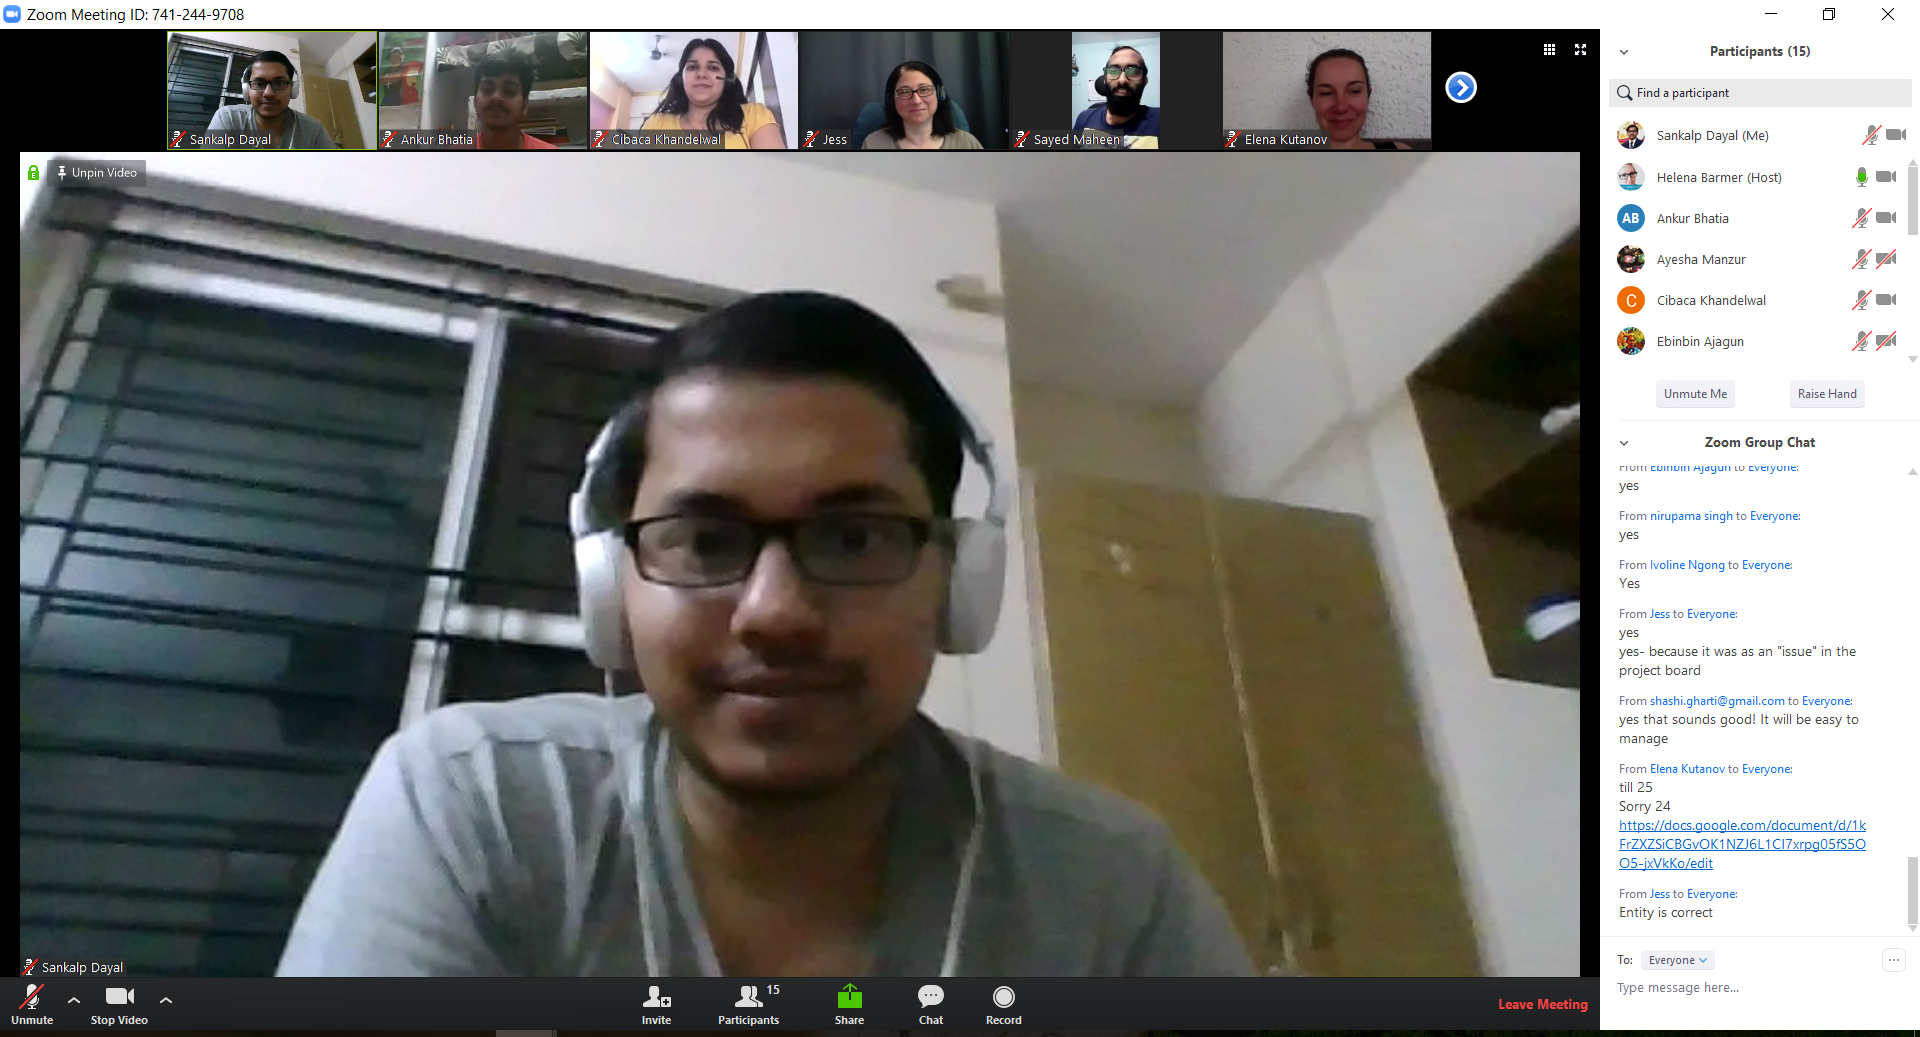 Zoom Meeting ID: 741-244-9708
Sankalp Dayal
Ankur Bhatia
Cibaca Khandelwal
Jess
Sayed Maheen
Elena Kutanov
Unpin Video
Sankalp Dayal
Unmute
Stop Video
Invite
15
Participants
Share
Chat
Record
Leave Meeting
Participants (15)
Find a participant
Sankalp Dayal (Me)
Helena Barmer (Host)
AB Ankur Bhatia
Ayesha Manzur
C Cibaca Khandelwal
Ebinbin Ajagun
Unmute Me
Raise Hand
Zoom Group Chat
From Ebinbin Ajagun to Everyone:
yes
From nirupama singh to Everyone:
yes
From Ivoline Ngong to Everyone:
Yes
From Jess to Everyone:
yes
yes- because it was as an "issue" in the
project board
From shashi.gharti@gmail.com to Everyone:
yes that sounds good! It will be easy to
manage
From Elena Kutanov to Everyone:
till 25
Sorry 24
https://docs.google.com/document/d/1k
FrZXZSiCBGvOK1NZJ6L1CI7xrpg05fS5O
O5-jxVkKo/edit
From Jess to Everyone:
Entity is correct
To: Everyone
Type message here...